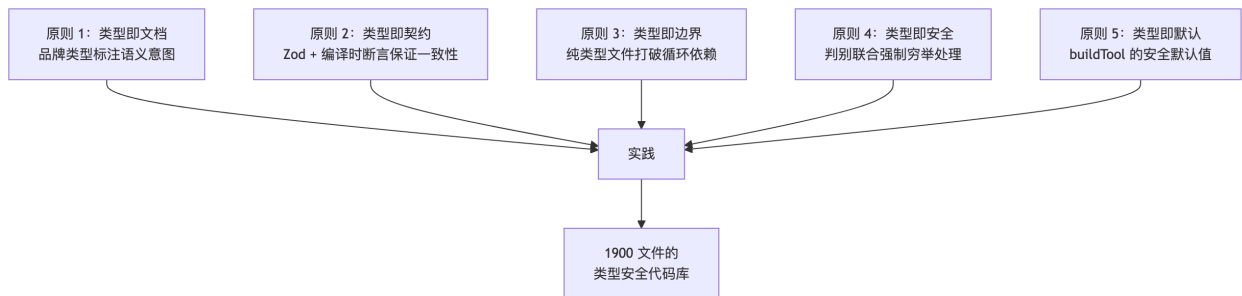 原则 1：类型即文档
品牌类型标注语义意图
原则 2：类型即契约
Zod + 编译时断言保证一致性
原则 3：类型即边界
纯类型文件打破循环依赖
原则 4：类型即安全
判别联合强制穷举处理
原则 5：类型即默认
buildTool 的安全默认值
实践
1900 文件的
类型安全代码库